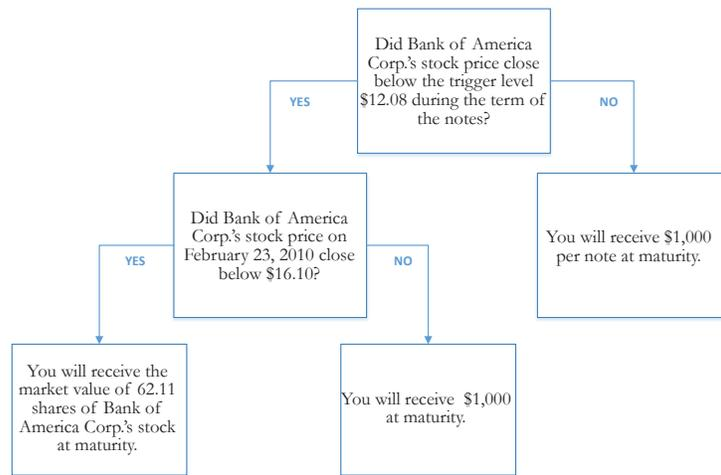 Did Bank of America
Corp.'s stock price close
below the trigger level
$12.08 during the term of
the notes?
YES
NO
Did Bank of America
Corp.'s stock price on
February 23, 2010 close
below $16.10?
You will receive $1,000
per note at maturity.
YES
NO
You will receive the
market value of 62.11
shares of Bank of
America Corp.'s stock
at maturity.
You will receive $1,000
at maturity.